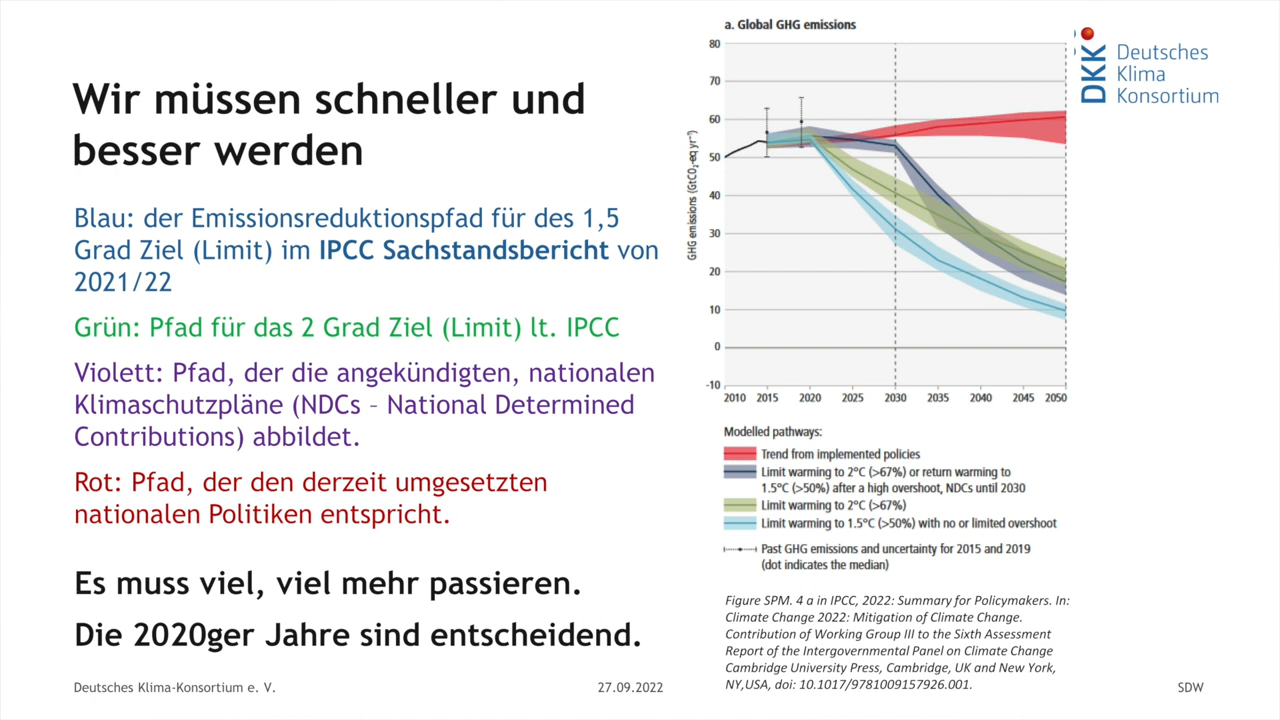 Wir müssen schneller und
besser werden
Blau: der Emissionsreduktionspfad für des 1,5
Grad Ziel (Limit) im IPCC Sachstandsbericht von
2021/22
Grün: Pfad für das 2 Grad Ziel (Limit) lt. IPCC
Violett: Pfad, der die angekündigten, nationalen
Klimaschutzpläne (NDCs – National Determined
Contributions) abbildet.
Rot: Pfad, der den derzeit umgesetzten
nationalen Politiken entspricht.
Es muss viel, viel mehr passieren.
Die 2020ger Jahre sind entscheidend.
a. Global GHG emissions
GHG emissions (GtCO₂-eq yr⁻¹)
80
70
60
50
40
30
20
10
0
-10
2010 2015 2020 2025 2030 2035 2040 2045 2050
Modelled pathways:
Trend from implemented policies
Limit warming to 2°C (>67%) or return warming to
1.5°C (>50%) after a high overshoot, NDCs until 2030
Limit warming to 2°C (>67%)
Limit warming to 1.5°C (>50%) with no or limited overshoot
Past GHG emissions and uncertainty for 2015 and 2019
(dot indicates the median)
Figure SPM. 4 a in IPCC, 2022: Summary for Policymakers. In:
Climate Change 2022: Mitigation of Climate Change.
Contribution of Working Group III to the Sixth Assessment
Report of the Intergovernmental Panel on Climate Change
Cambridge University Press, Cambridge, UK and New York,
NY,USA, doi: 10.1017/9781009157926.001.
DKK
Deutsches
Klima
Konsortium
Deutsches Klima-Konsortium e. V.
27.09.2022
SDW